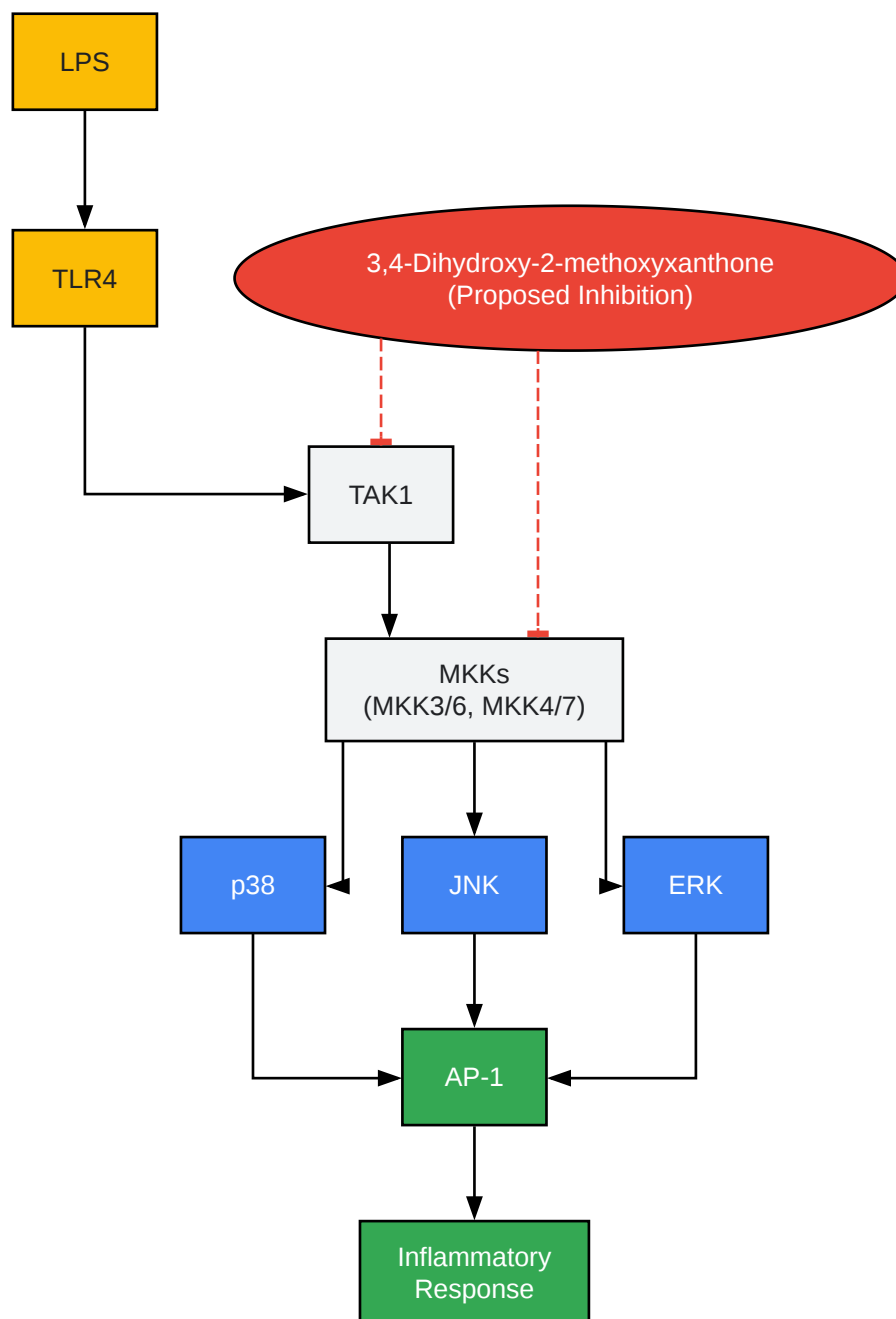 LPS
TLR4
3,4-Dihydroxy-2-methoxyxanthone
(Proposed Inhibition)
TAK1
MKKs
(MKK3/6, MKK4/7)
p38
JNK
ERK
AP-1
Inflammatory
Response